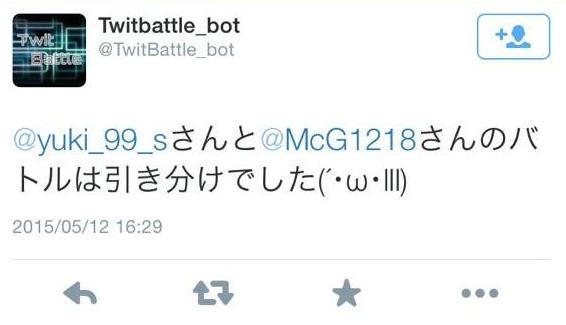 Twit
Battle
Twitbattle_bot
@TwitBattle_bot
@yuki_99_sさんと@McG1218さんのバ
トルは引き分けでした(´･ω･lll)
2015/05/12 16:29